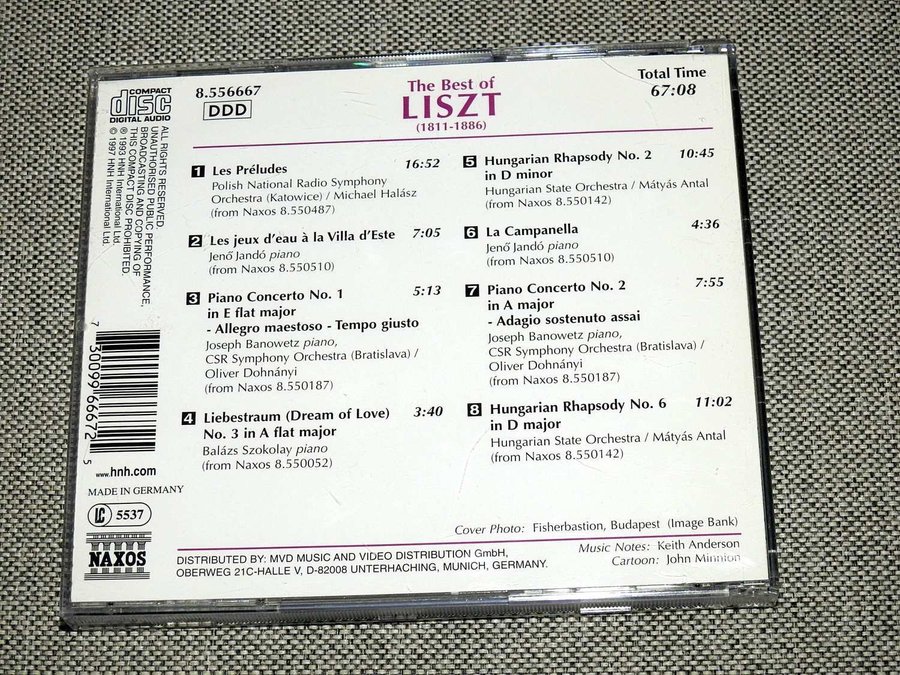 COMPACT
disc
DIGITAL AUDIO
8.556667
DDD
The Best of
LISZT
(1811-1886)
Total Time
67:08
ALL RIGHTS RESERVED.
UNAUTHORISED PUBLIC PERFORMANCE,
BROADCASTING AND COPYING OF
THIS COMPACT DISC PROHIBITED.
℗ 1993 HNH International Ltd.
© 1997 HNH International Ltd.
1 Les Préludes 16:52
Polish National Radio Symphony
Orchestra (Katowice) / Michael Halász
(from Naxos 8.550487)
2 Les jeux d'eau à la Villa d'Este 7:05
Jenő Jandó piano
(from Naxos 8.550510)
3 Piano Concerto No. 1 5:13
in E flat major
- Allegro maestoso - Tempo giusto
Joseph Banowetz piano,
CSR Symphony Orchestra (Bratislava) /
Oliver Dohnányi
(from Naxos 8.550187)
4 Liebestraum (Dream of Love) 3:40
No. 3 in A flat major
Balázs Szokolay piano
(from Naxos 8.550052)
5 Hungarian Rhapsody No. 2 10:45
in D minor
Hungarian State Orchestra / Mátyás Antal
(from Naxos 8.550142)
6 La Campanella 4:36
Jenő Jandó piano
(from Naxos 8.550510)
7 Piano Concerto No. 2 7:55
in A major
- Adagio sostenuto assai
Joseph Banowetz piano,
CSR Symphony Orchestra (Bratislava) /
Oliver Dohnányi
(from Naxos 8.550187)
8 Hungarian Rhapsody No. 6 11:02
in D major
Hungarian State Orchestra / Mátyás Antal
(from Naxos 8.550142)
7 30099 66672 5
www.hnh.com
MADE IN GERMANY
LC 5537
NAXOS
Cover Photo: Fisherbastion, Budapest (Image Bank)
Music Notes: Keith Anderson
Cartoon: John Minnion
DISTRIBUTED BY: MVD MUSIC AND VIDEO DISTRIBUTION GmbH,
OBERWEG 21C-HALLE V, D-82008 UNTERHACHING, MUNICH, GERMANY.